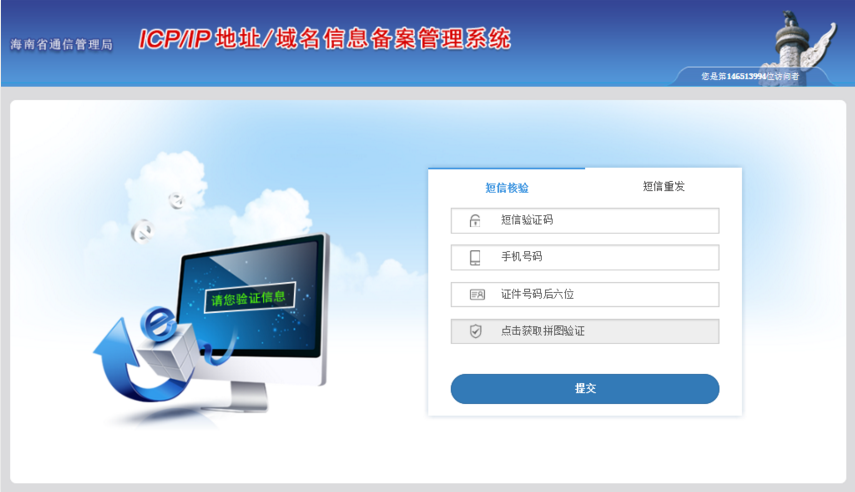 海南省通信管理局
ICP/IP地址/域名信息备案管理系统
您是第146513994位访问者
短信核验
短信重发
短信验证码
手机号码
证件号码后六位
点击获取拼图验证
提交
请您验证信息